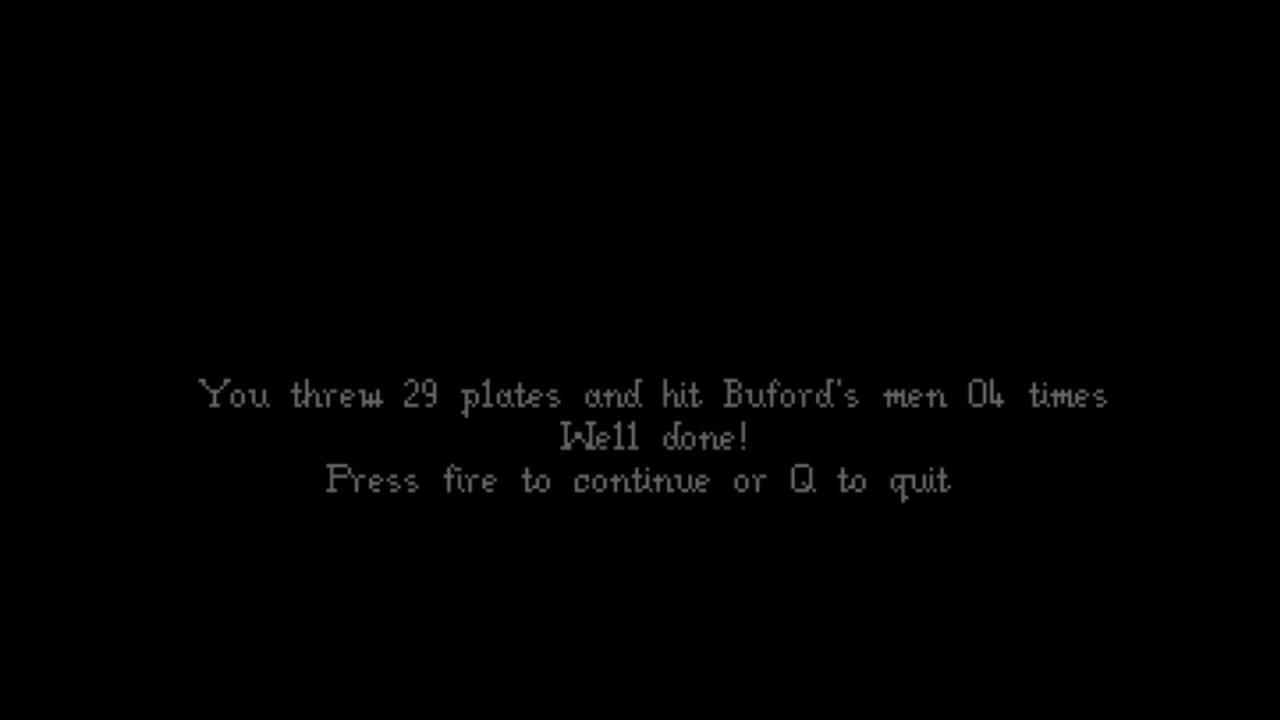 You threw 29 plates and hit Buford's men 04 times
Well done!
Press fire to continue or Q to quit